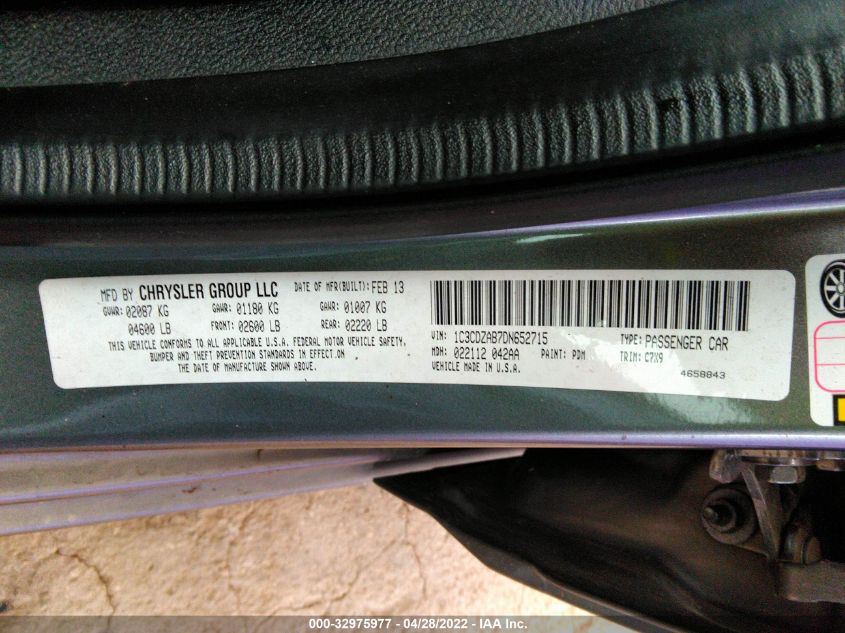 MFD BY CHRYSLER GROUP LLC DATE OF MFR(BUILT): FEB 13
GVWR: 02087 KG GAWR: 01180 KG GAWR: 01007 KG
04600 LB FRONT: 02600 LB REAR: 02220 LB
THIS VEHICLE CONFORMS TO ALL APPLICABLE U.S.A. FEDERAL MOTOR VEHICLE SAFETY,
BUMPER AND THEFT PREVENTION STANDARDS IN EFFECT ON
THE DATE OF MANUFACTURE SHOWN ABOVE.
VIN: 1C3CDZAB7DN652715 TYPE: PASSENGER CAR
MDH: 022112 042AA PAINT: PDM TRIM: C7X9
VEHICLE MADE IN U.S.A. 4658843
000-32975977 - 04/28/2022 - IAA Inc.